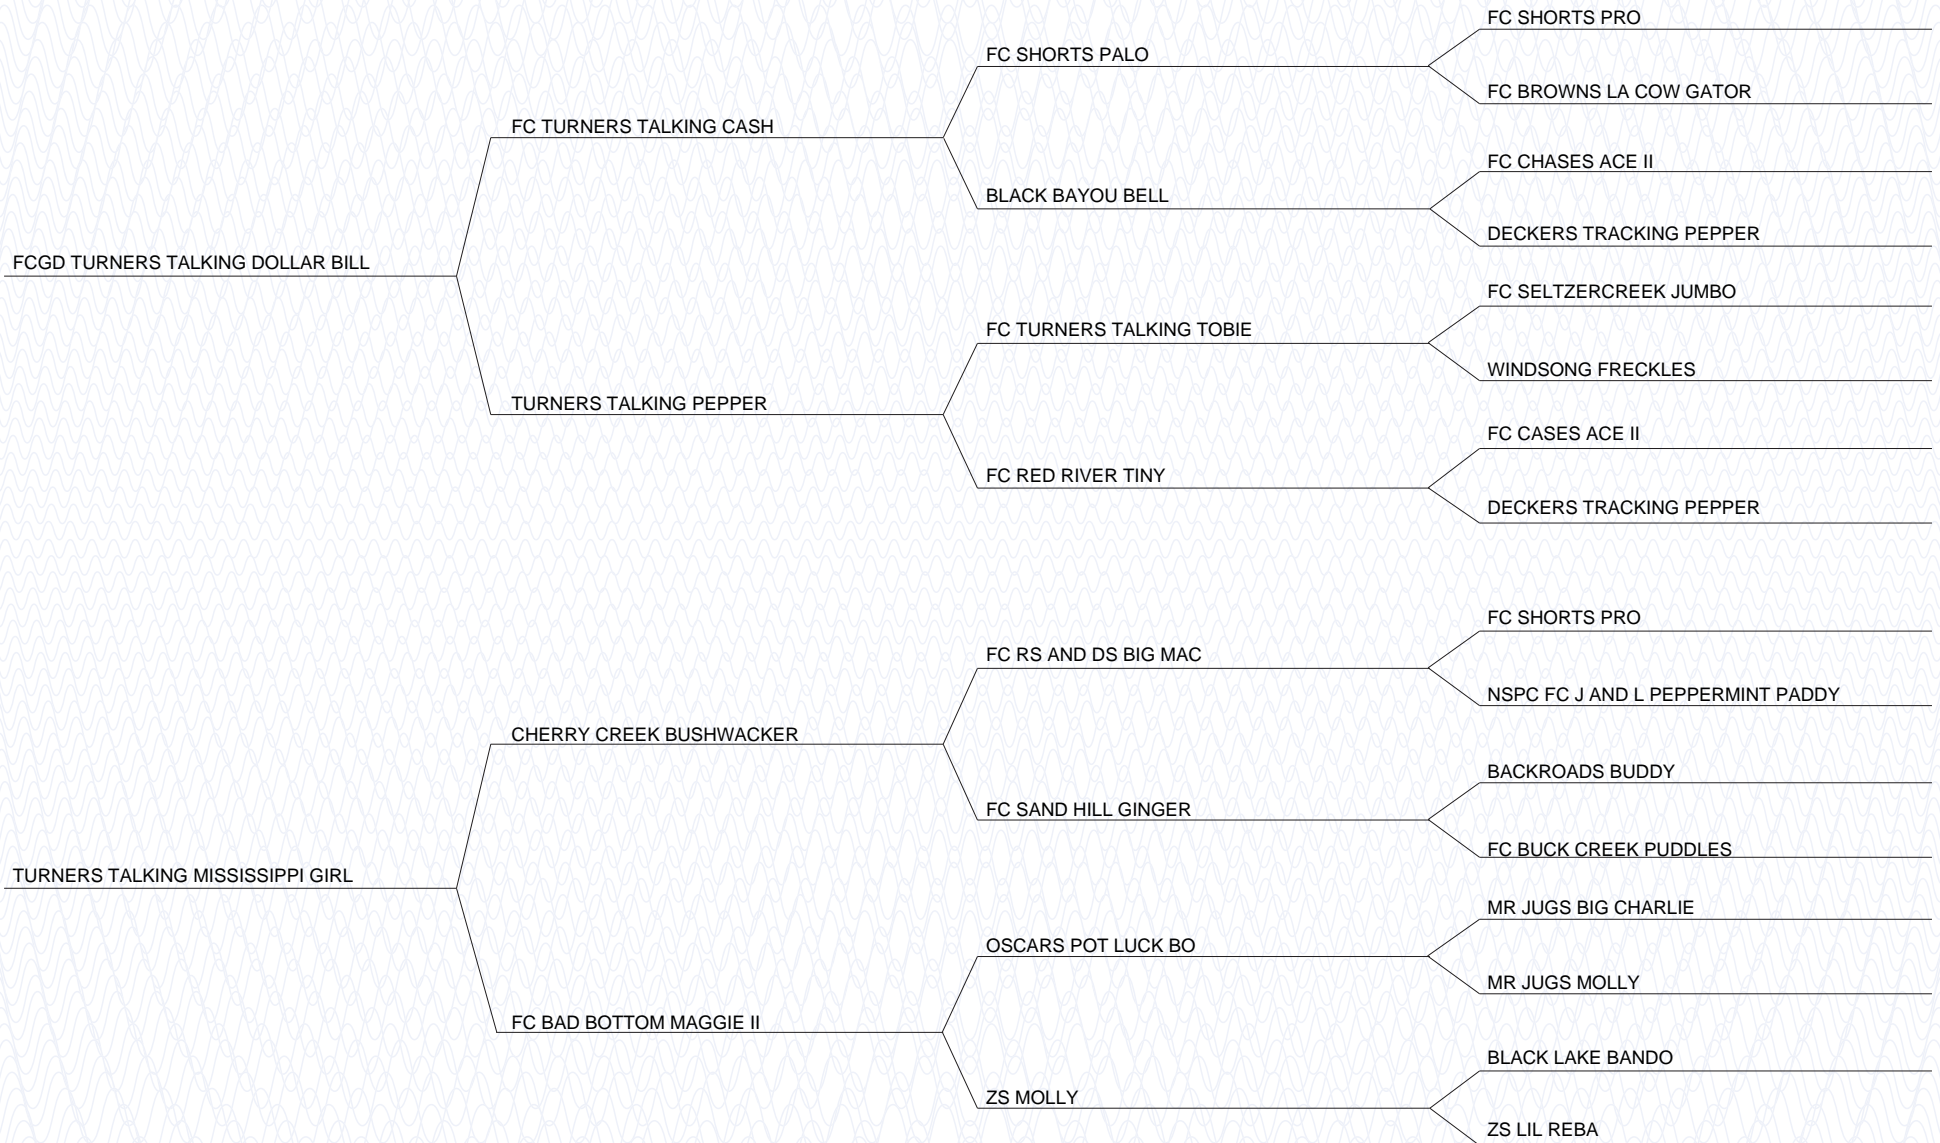 FC SHORTS PRO
FC SHORTS PALO
FC BROWNS LA COW GATOR
FC TURNERS TALKING CASH
FC CHASES ACE II
BLACK BAYOU BELL
DECKERS TRACKING PEPPER
FCGD TURNERS TALKING DOLLAR BILL
FC SELTZERCREEK JUMBO
FC TURNERS TALKING TOBIE
WINDSONG FRECKLES
TURNERS TALKING PEPPER
FC CASES ACE II
FC RED RIVER TINY
DECKERS TRACKING PEPPER
FC SHORTS PRO
FC RS AND DS BIG MAC
NSPC FC J AND L PEPPERMINT PADDY
CHERRY CREEK BUSHWACKER
BACKROADS BUDDY
FC SAND HILL GINGER
FC BUCK CREEK PUDDLES
TURNERS TALKING MISSISSIPPI GIRL
MR JUGS BIG CHARLIE
OSCARS POT LUCK BO
MR JUGS MOLLY
FC BAD BOTTOM MAGGIE II
BLACK LAKE BANDO
ZS MOLLY
ZS LIL REBA